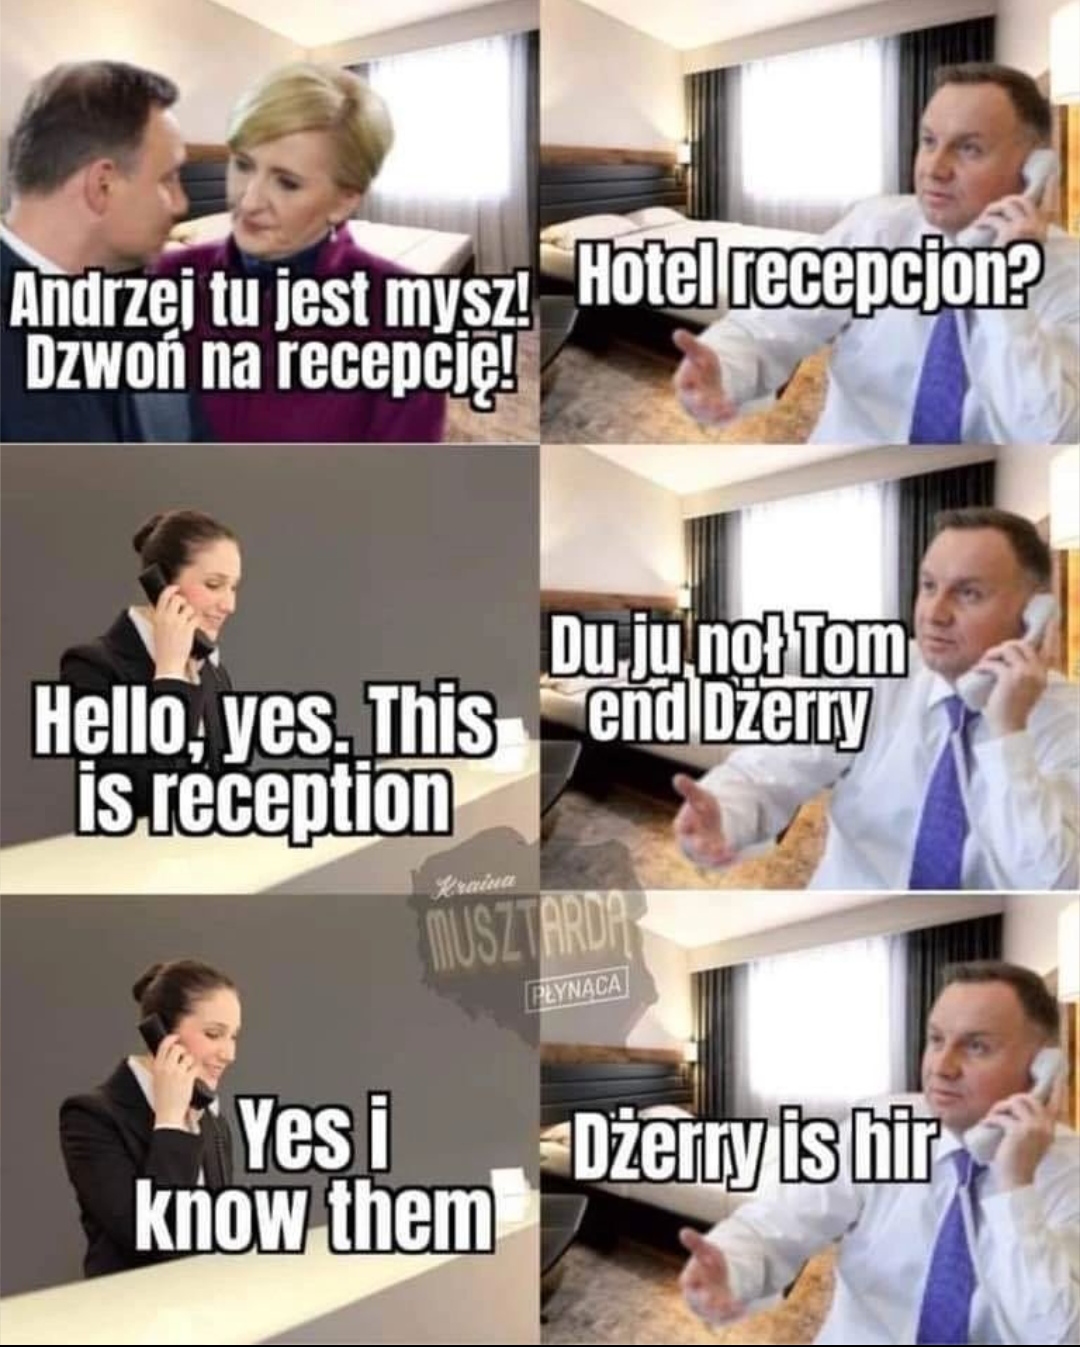 Andrzej tu jest mysz!
Dzwoń na recepcję!
Hotel recepcjon?
Hello, yes. This
is reception
Du ju noł Tom
end Dżerry
Kraina
MUSZTARDĄ
PŁYNĄCA
Yes i
know them
Dżerry is hir